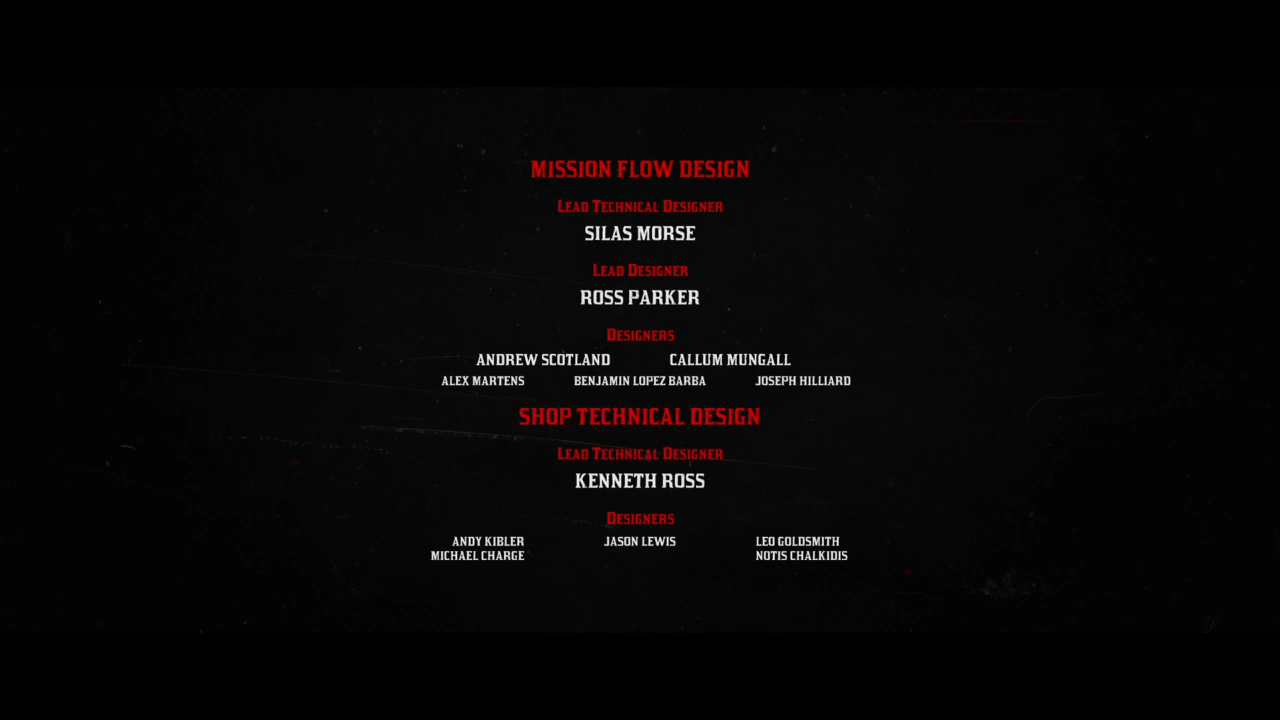 MISSION FLOW DESIGN
LEAD TECHNICAL DESIGNER
SILAS MORSE
LEAD DESIGNER
ROSS PARKER
DESIGNERS
ANDREW SCOTLAND CALLUM MUNGALL
ALEX MARTENS BENJAMIN LOPEZ BARBA JOSEPH HILLIARD
SHOP TECHNICAL DESIGN
LEAD TECHNICAL DESIGNER
KENNETH ROSS
DESIGNERS
ANDY KIBLER JASON LEWIS LEO GOLDSMITH
MICHAEL CHARGE NOTIS CHALKIDIS